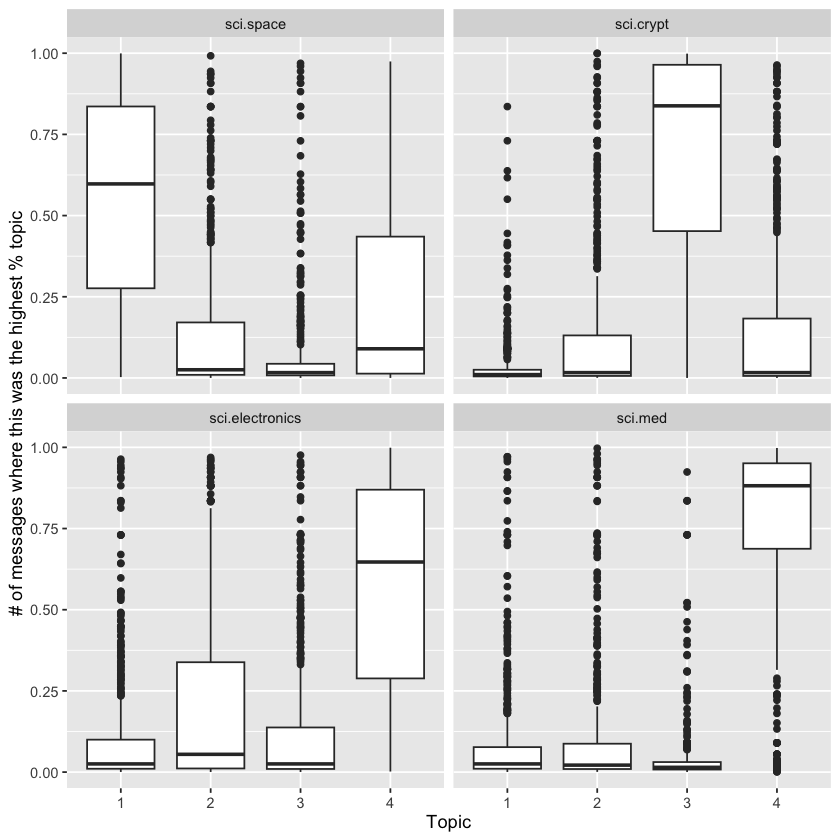 sci.space
sci.crypt
1.00
0.75
0.50
0.25
0.00
sci.electronics
sci.med
1.00
0.75
0.50
0.25
0.00
1 2 3 4
1 2 3 4
Topic
# of messages where this was the highest % topic